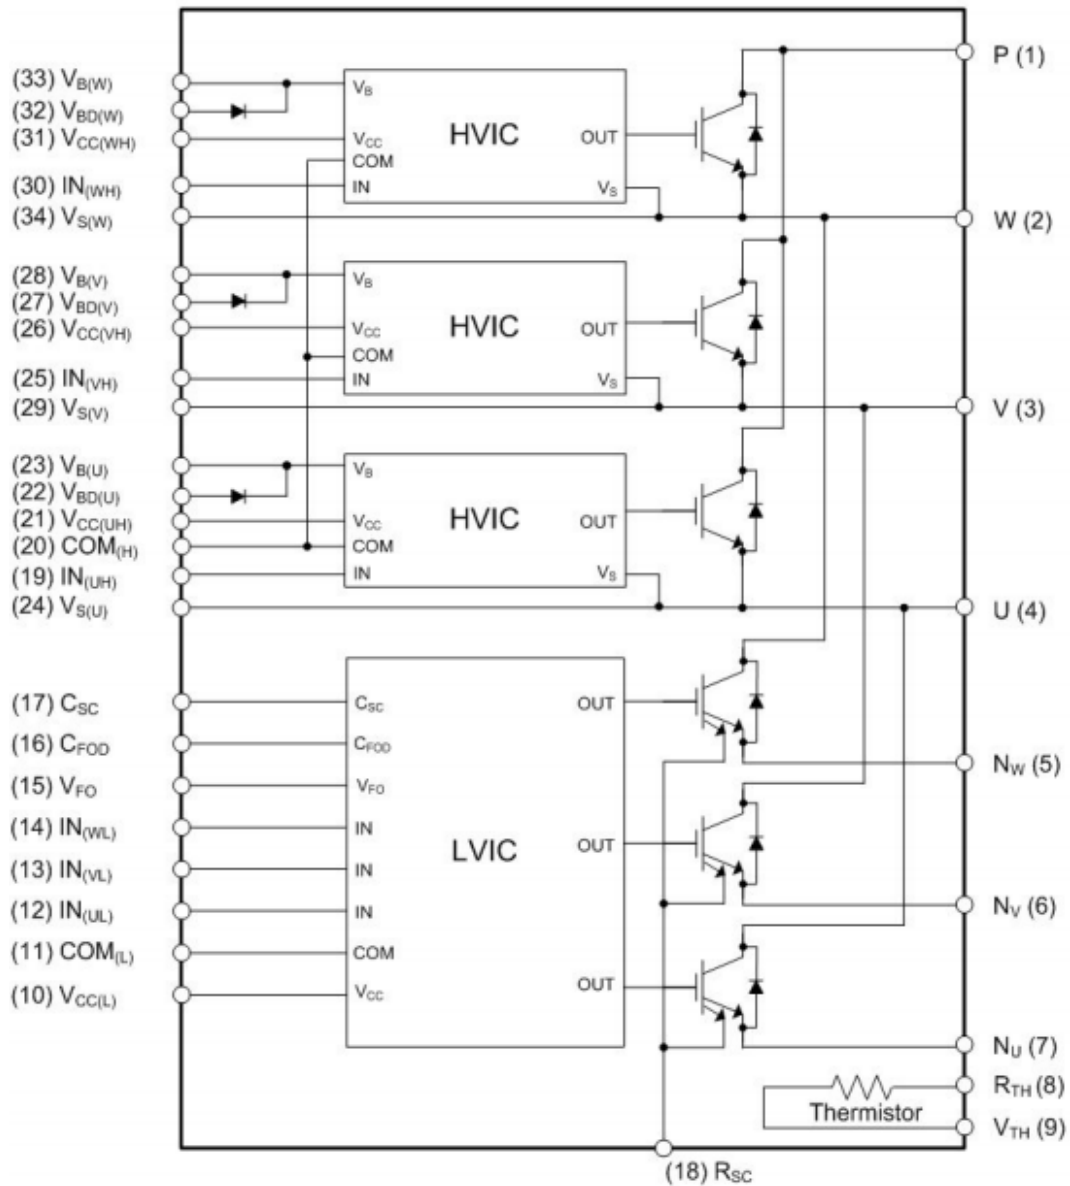 P (1)
(33) VB(W)
VB
(32) VBD(W)
HVIC
OUT
(31) VCC(WH)
VCC
COM
(30) IN(WH)
IN
VS
(34) VS(W)
W (2)
(28) VB(V)
VB
(27) VBD(V)
(26) VCC(VH)
VCC
HVIC
OUT
COM
(25) IN(VH)
IN
VS
(29) VS(V)
V (3)
(23) VB(U)
VB
(22) VBD(U)
(21) VCC(UH)
VCC
HVIC
OUT
(20) COM(H)
COM
(19) IN(UH)
IN
VS
(24) VS(U)
U (4)
(17) CSC
CSC
OUT
(16) CFOD
CFOD
NW (5)
(15) VFO
VFO
(14) IN(WL)
IN
LVIC
OUT
(13) IN(VL)
IN
(12) IN(UL)
IN
NV (6)
(11) COM(L)
COM
(10) VCC(L)
VCC
OUT
NU (7)
RTH (8)
Thermistor
VTH (9)
(18) RSC